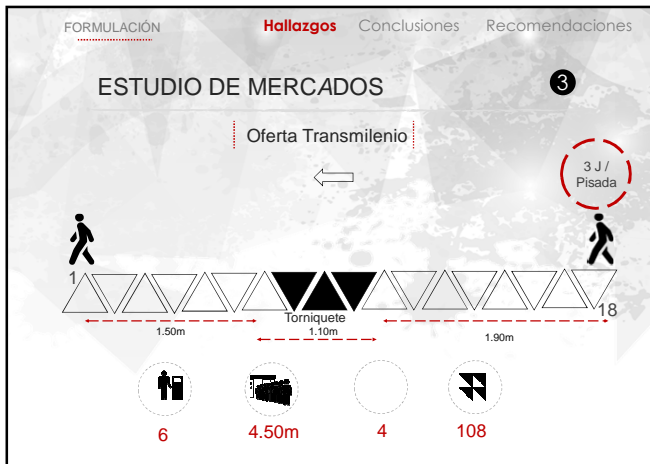 FORMULACIÓN Hallazgos Conclusiones Recomendaciones
ESTUDIO DE MERCADOS 3
Oferta Transmilenio
3 J /
Pisada
1
18
Torniquete
1.50m 1.10m 1.90m
6 4.50m 4 108